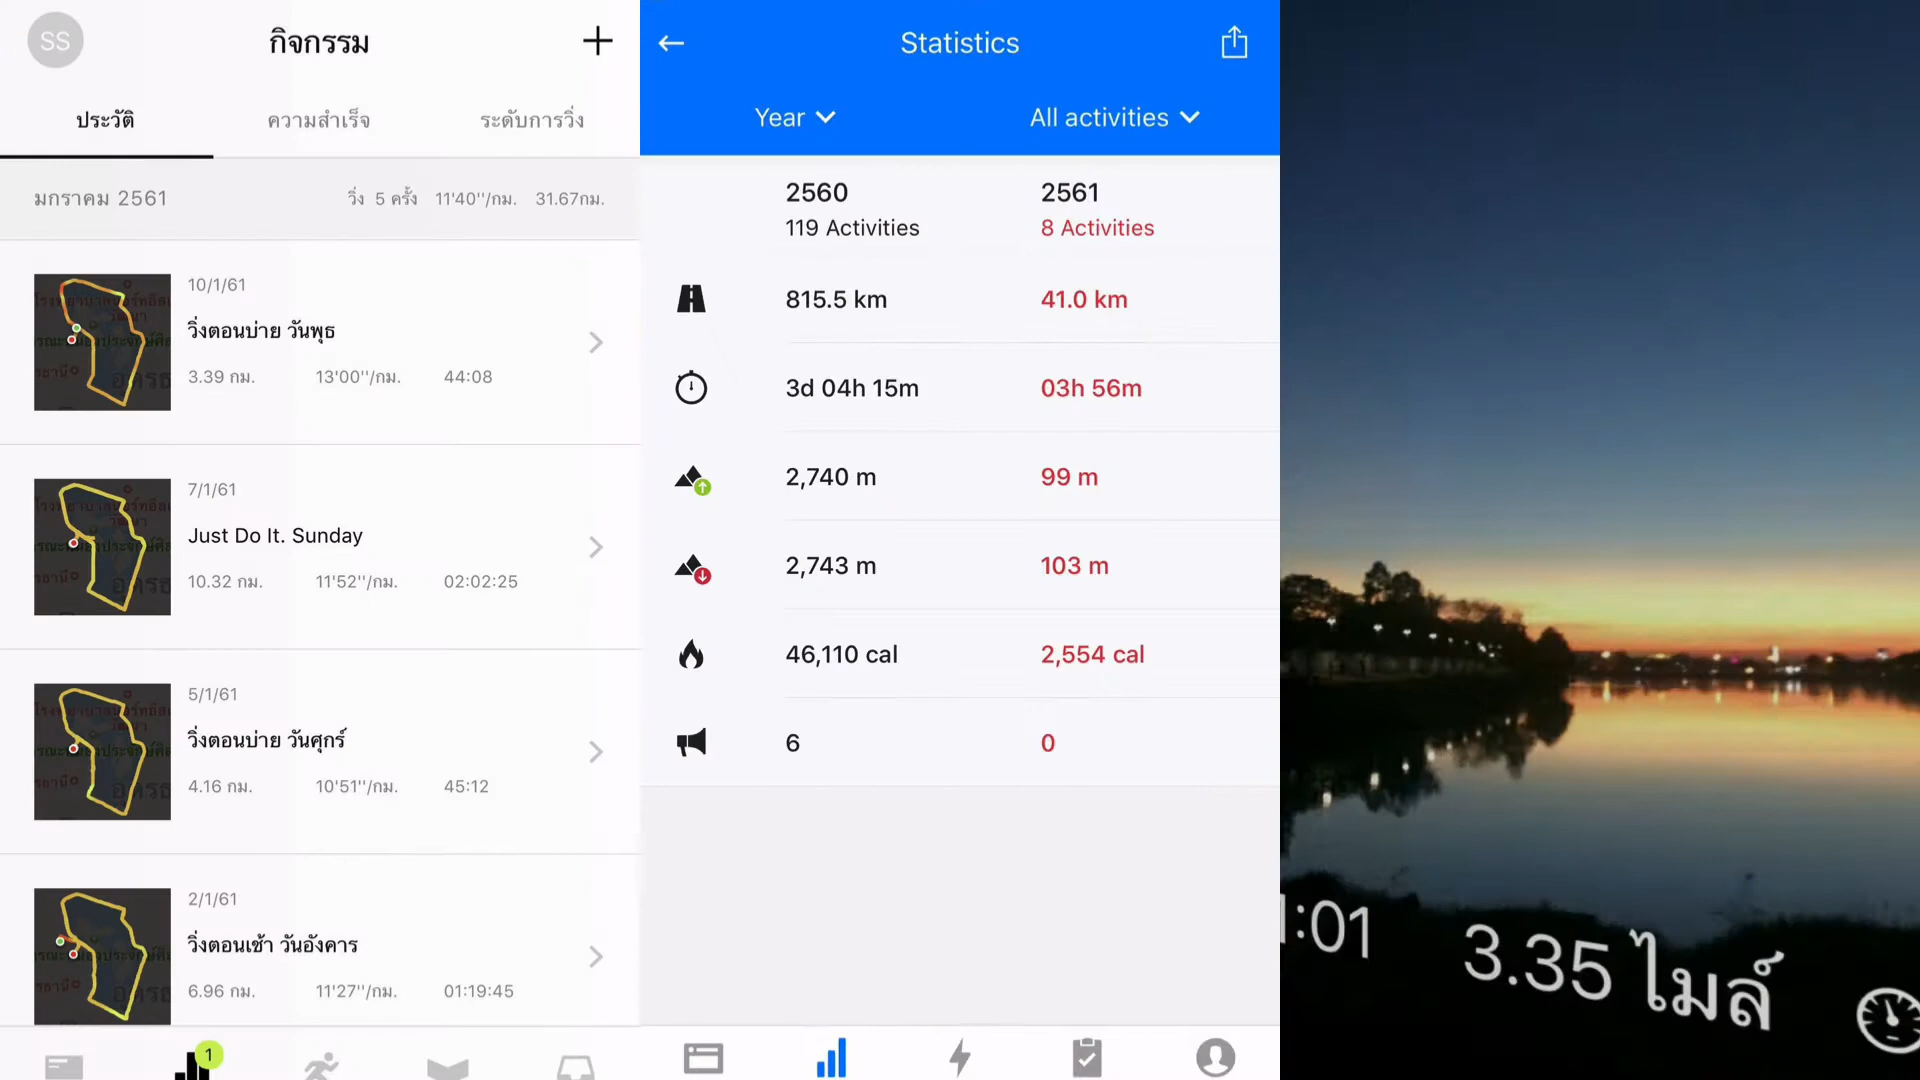 SS
กิจกรรม
ประวัติ
ความสำเร็จ
ระดับการวิ่ง
มกราคม 2561
วิ่ง 5 ครั้ง 11'40''/กม. 31.67กม.
10/1/61
วิ่งตอนบ่าย วันพุธ
3.39 กม. 13'00''/กม. 44:08
7/1/61
Just Do It. Sunday
10.32 กม. 11'52''/กม. 02:02:25
5/1/61
วิ่งตอนบ่าย วันศุกร์
4.16 กม. 10'51''/กม. 45:12
2/1/61
วิ่งตอนเช้า วันอังคาร
6.96 กม. 11'27''/กม. 01:19:45
1
Statistics
Year
All activities
2560 2561
119 Activities 8 Activities
815.5 km 41.0 km
3d 04h 15m 03h 56m
2,740 m 99 m
2,743 m 103 m
46,110 cal 2,554 cal
6 0
:01
3.35 ไมล์